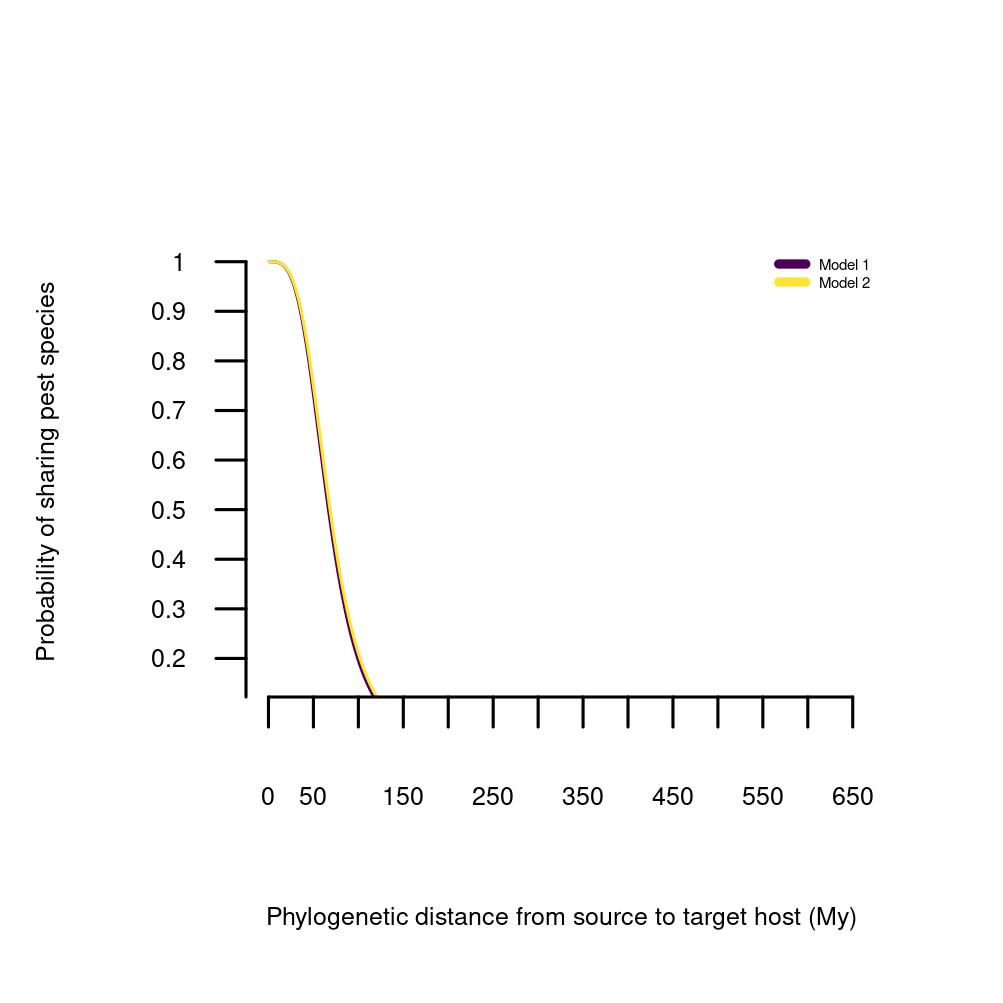 Probability of sharing pest species
1
0.9
0.8
0.7
0.6
0.5
0.4
0.3
0.2
Model 1
Model 2
0 50 150 250 350 450 550 650
Phylogenetic distance from source to target host (My)